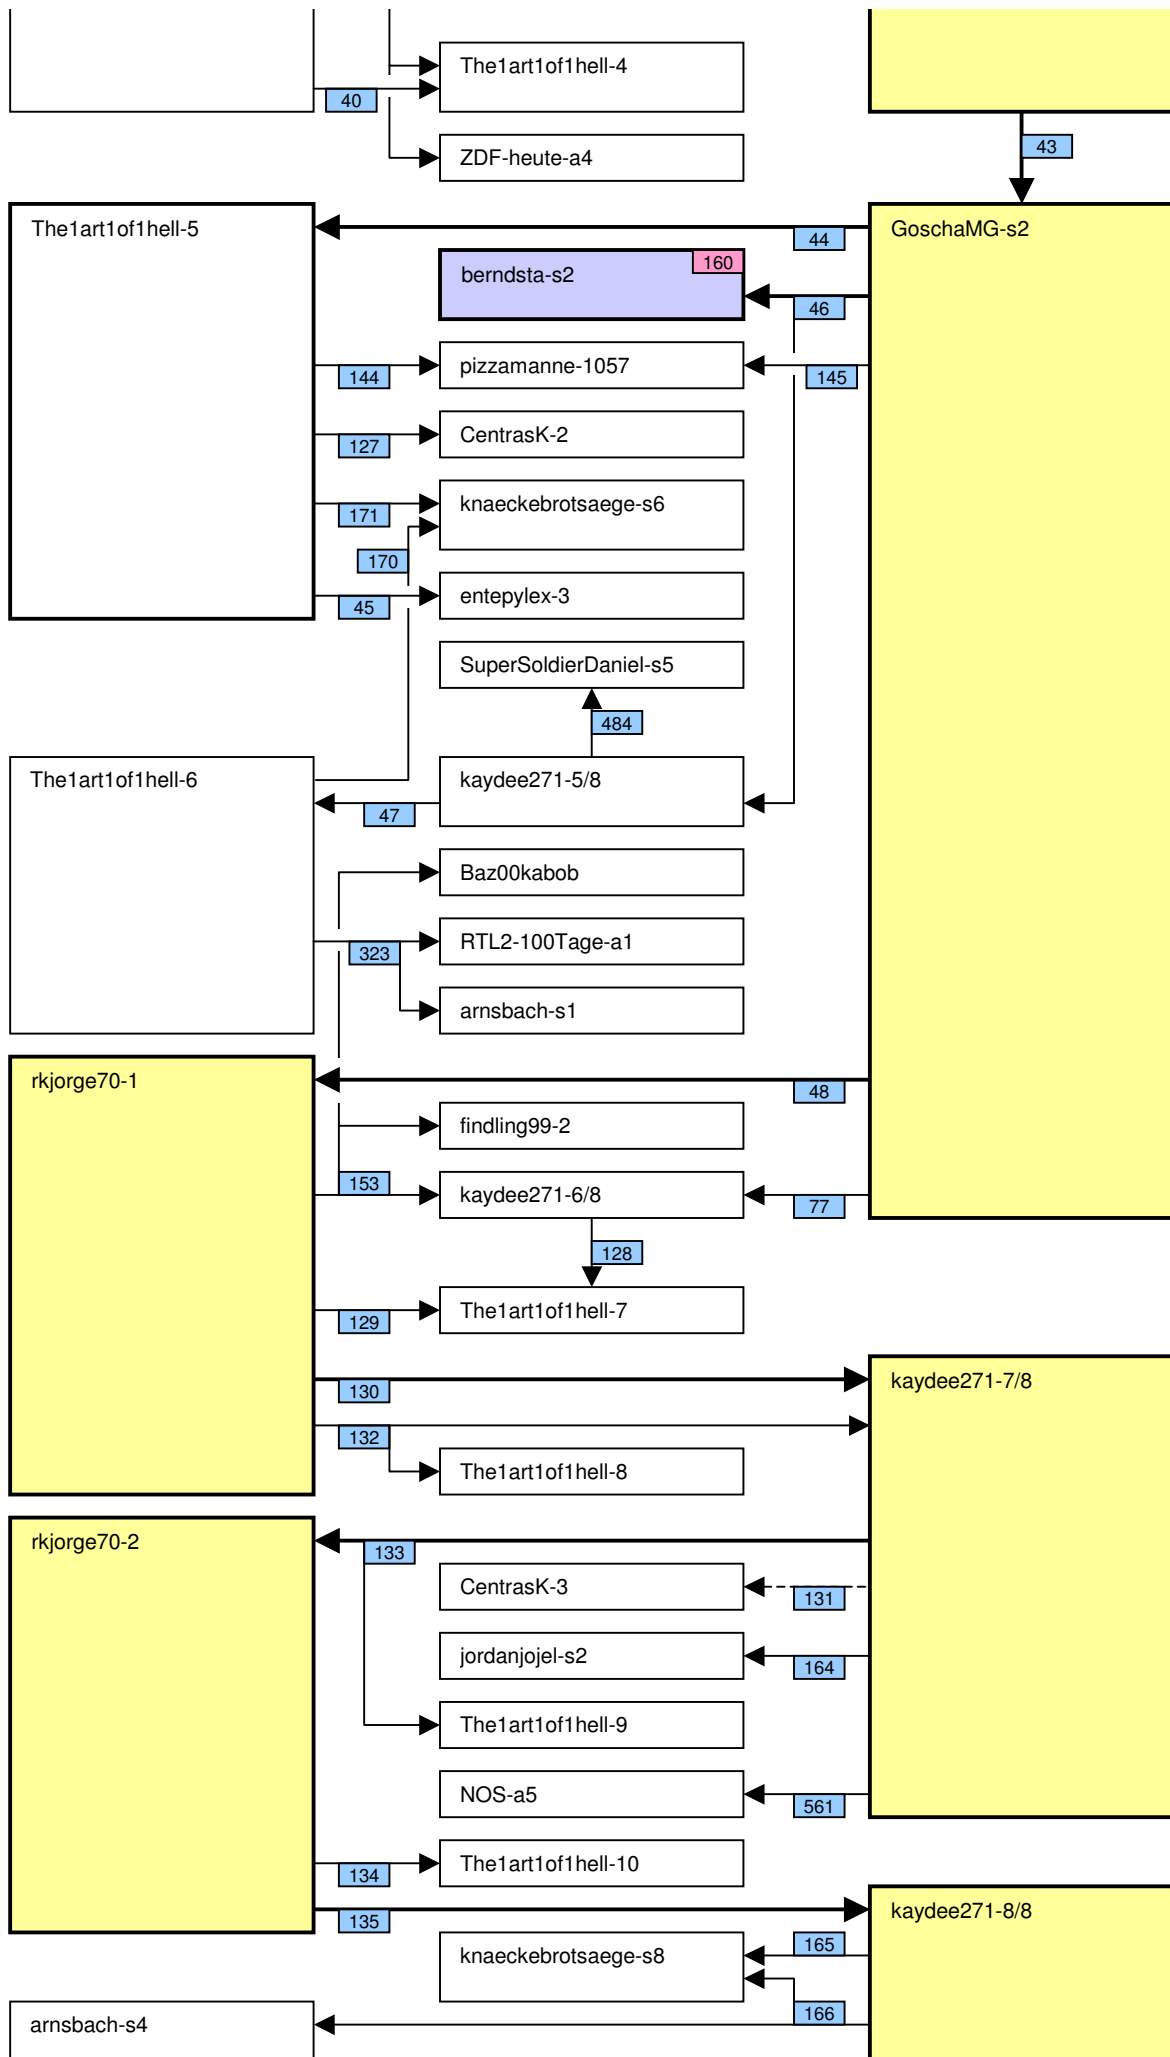 The1art1of1hell-4
40
43
ZDF-heute-a4
The1art1of1hell-5
GoschaMG-s2
44
160
berndsta-s2
46
pizzamanne-1057
144
145
CentrasK-2
127
knaeckebrotsaege-s6
171
170
entepylex-3
45
SuperSoldierDaniel-s5
484
The1art1of1hell-6
kaydee271-5/8
47
Baz00kabob
RTL2-100Tage-a1
323
arnsbach-s1
rkjorge70-1
48
findling99-2
153
kaydee271-6/8
77
128
The1art1of1hell-7
129
130
kaydee271-7/8
132
The1art1of1hell-8
rkjorge70-2
133
CentrasK-3
131
jordanjojel-s2
164
The1art1of1hell-9
NOS-a5
561
The1art1of1hell-10
134
135
kaydee271-8/8
165
knaeckebrotsaege-s8
166
arnsbach-s4